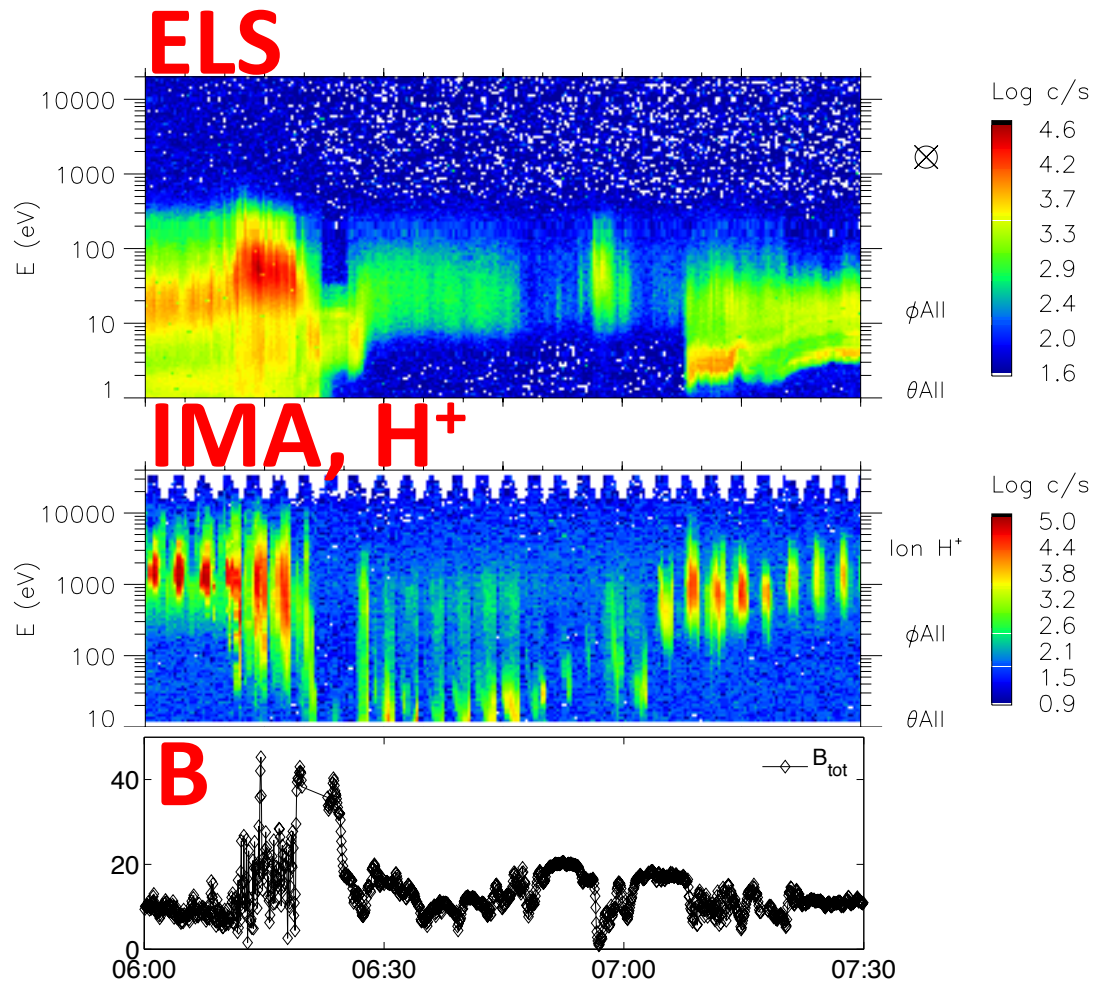 ELS
Log c/s
10000
1000
100
10
1
E (eV)
4.6
4.2
3.7
3.3
2.9
2.4
2.0
1.6
φAll
θAll
IMA, H⁺
Log c/s
10000
1000
100
10
E (eV)
Ion H⁺
φAll
θAll
5.0
4.4
3.8
3.2
2.6
2.1
1.5
0.9
B
B_tot
40
20
0
06:00
06:30
07:00
07:30